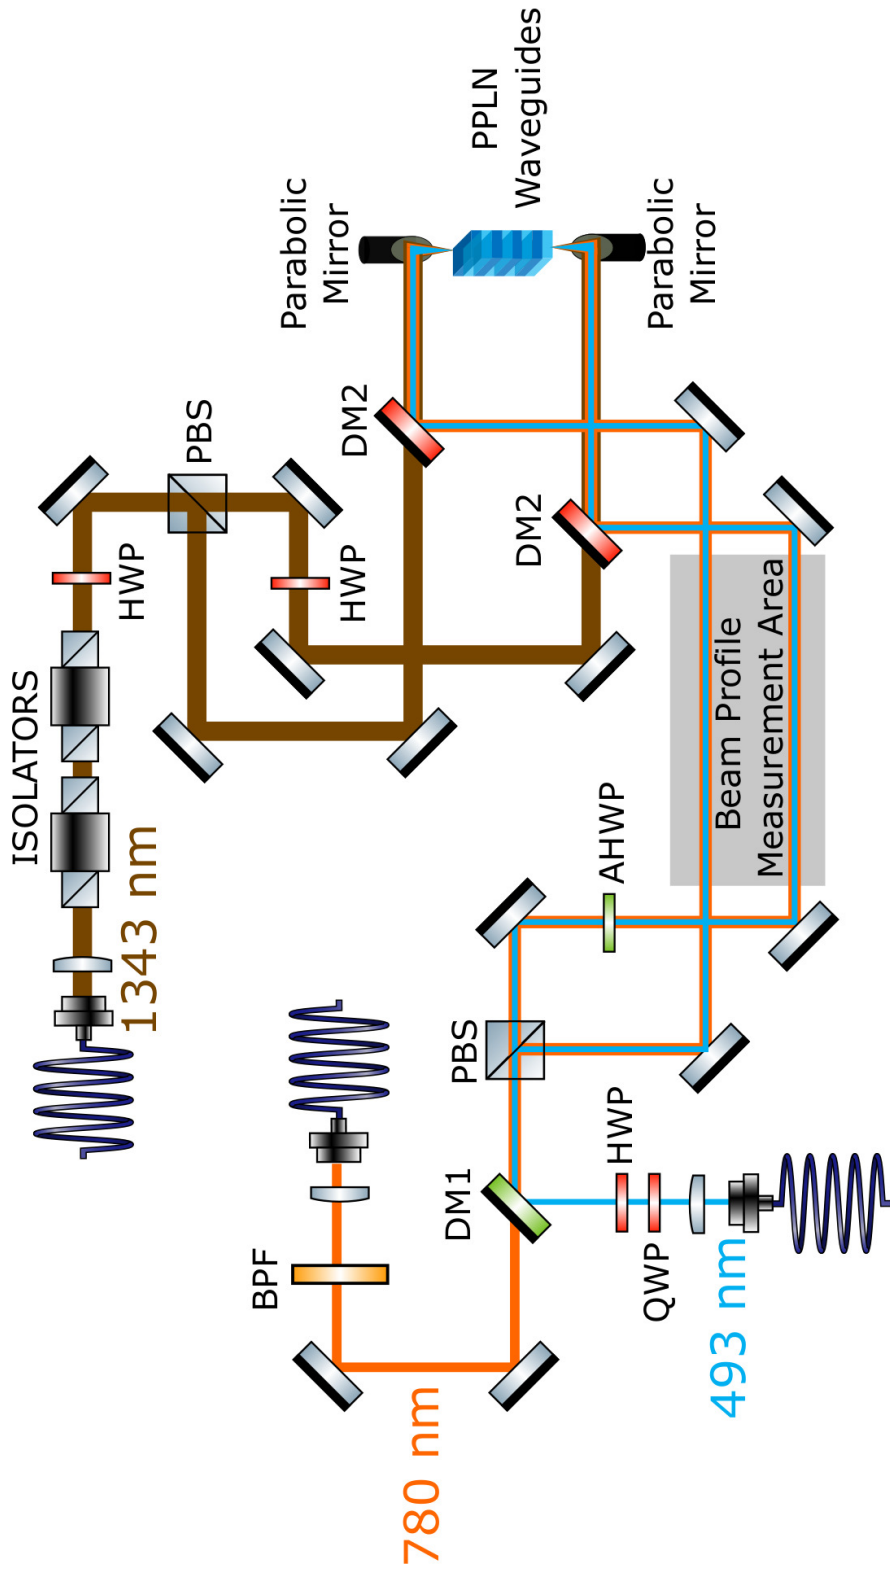 ISOLATORS
1343 nm
HWP
PBS
BPF
Parabolic
Mirror
HWP
DM2
780 nm
DM1
PBS
PPLN
Waveguides
DM2
AHWP
HWP
QWP
Parabolic
Mirror
493 nm
Beam Profile
Measurement Area